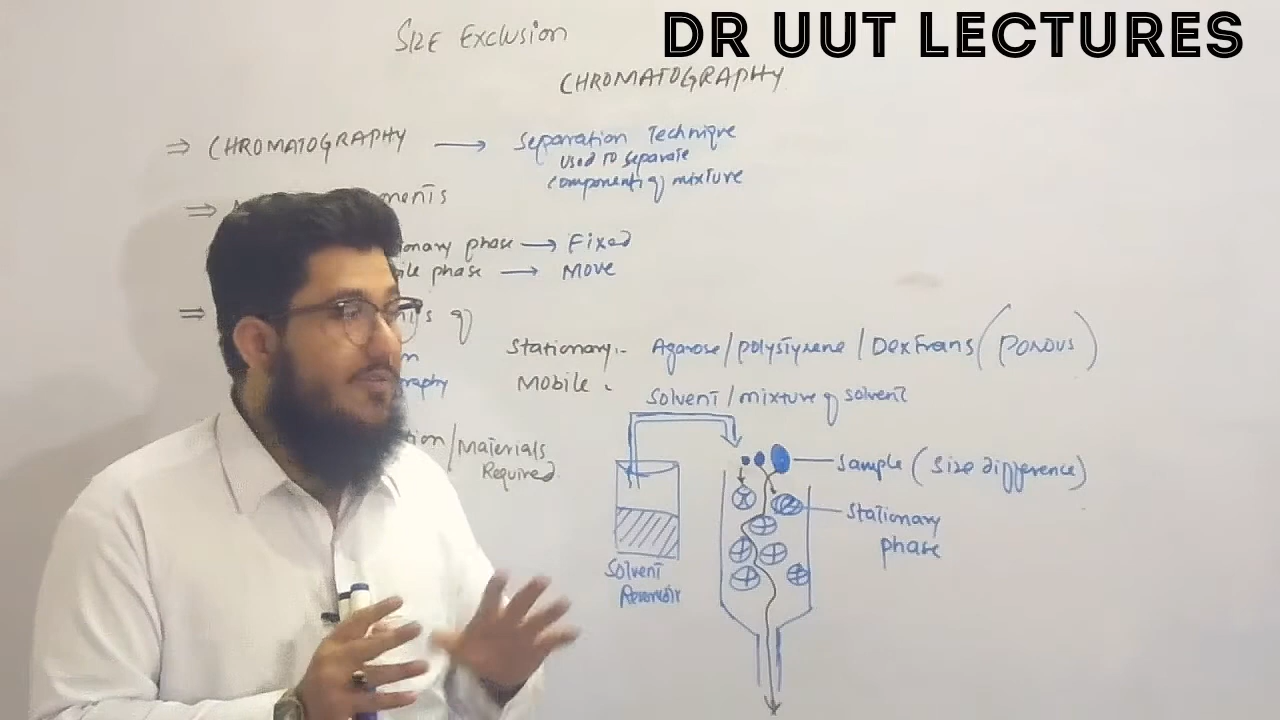 DR UUT LECTURES
SIZE Exclusion
CHROMATOGRAPHY
⇒ CHROMATOGRAPHY → Separation Technique
used to separate
components of mixture
⇒
phase → Fixed
phase → Move
⇒
Stationary:- Agarose/polystyrene/Dextrans (POROUS)
Mobile
Solvent/mixture of solvent
/Materials
Required
Sample (size difference)
Stationary
phase
Solvent
Reservoir